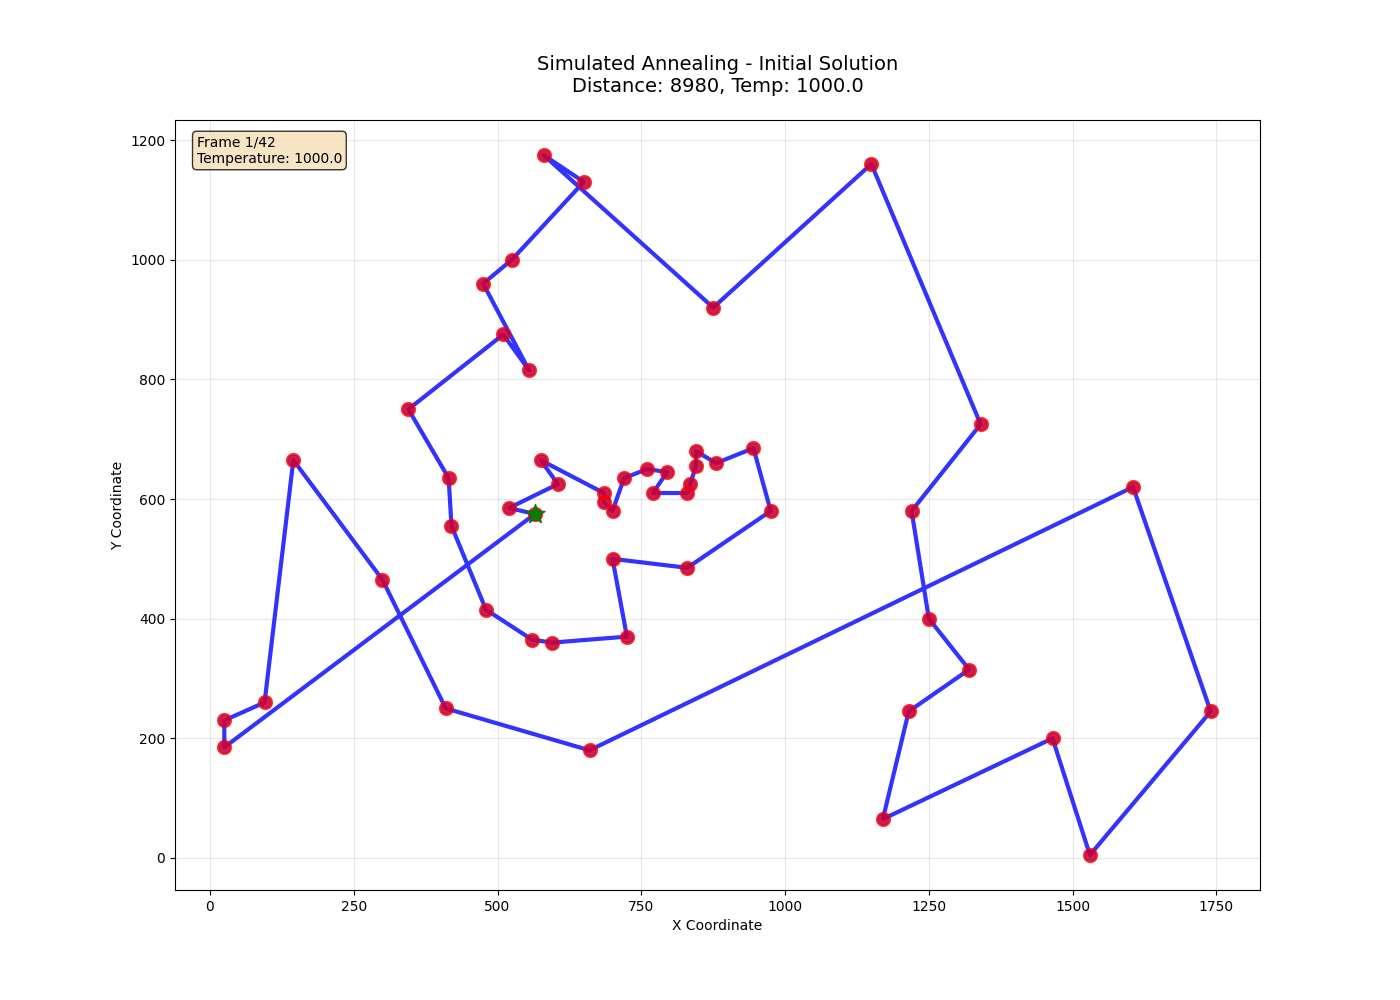 Simulated Annealing - Initial Solution
Distance: 8980, Temp: 1000.0
Frame 1/42
Temperature: 1000.0
1200
1000
800
600
400
200
0
Y Coordinate
0 250 500 750 1000 1250 1500 1750
X Coordinate